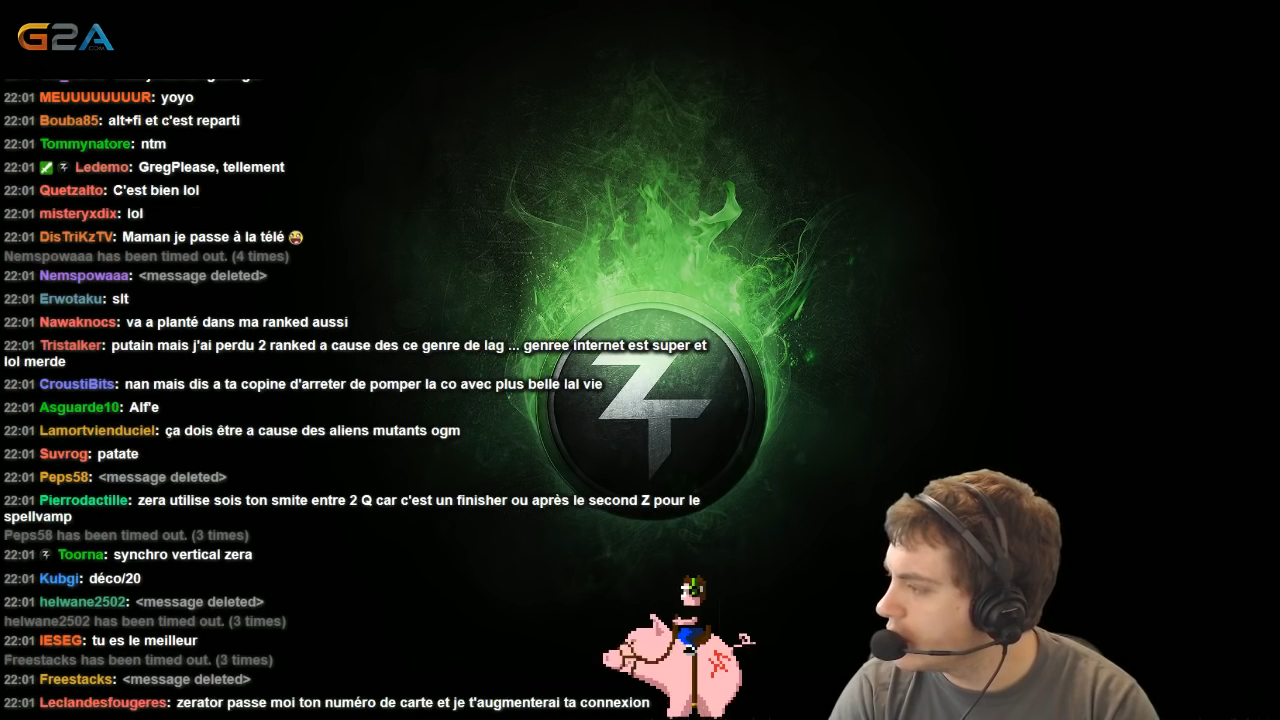 G2A
.COM
22:01 MEUUUUUUUUR: yoyo
22:01 Bouba85: alt+fi et c'est reparti
22:01 Tommynatore: ntm
22:01 Ledemo: GregPlease, tellement
22:01 Quetzalto: C'est bien lol
22:01 misteryxdix: lol
22:01 DisTriKzTV: Maman je passe à la télé
Nemspowaaa has been timed out. (4 times)
22:01 Nemspowaaa: <message deleted>
22:01 Erwotaku: slt
22:01 Nawaknocs: va a planté dans ma ranked aussi
22:01 Tristalker: putain mais j'ai perdu 2 ranked a cause des ce genre de lag ... genree internet est super et
lol merde
22:01 CroustiBits: nan mais dis a ta copine d'arreter de pomper la co avec plus belle lal vie
22:01 Asguarde10: Alf'e
22:01 Lamortvienduciel: ça dois être a cause des aliens mutants ogm
22:01 Suvrog: patate
22:01 Peps58: <message deleted>
22:01 Pierrodactille: zera utilise sois ton smite entre 2 Q car c'est un finisher ou après le second Z pour le
spellvamp
Peps58 has been timed out. (3 times)
22:01 Toorna: synchro vertical zera
22:01 Kubgi: déco/20
22:01 helwane2502: <message deleted>
helwane2502 has been timed out. (3 times)
22:01 IESEG: tu es le meilleur
Freestacks has been timed out. (3 times)
22:01 Freestacks: <message deleted>
22:01 Leclandesfougeres: zerator passe moi ton numéro de carte et je t'augmenterai ta connexion
ZT